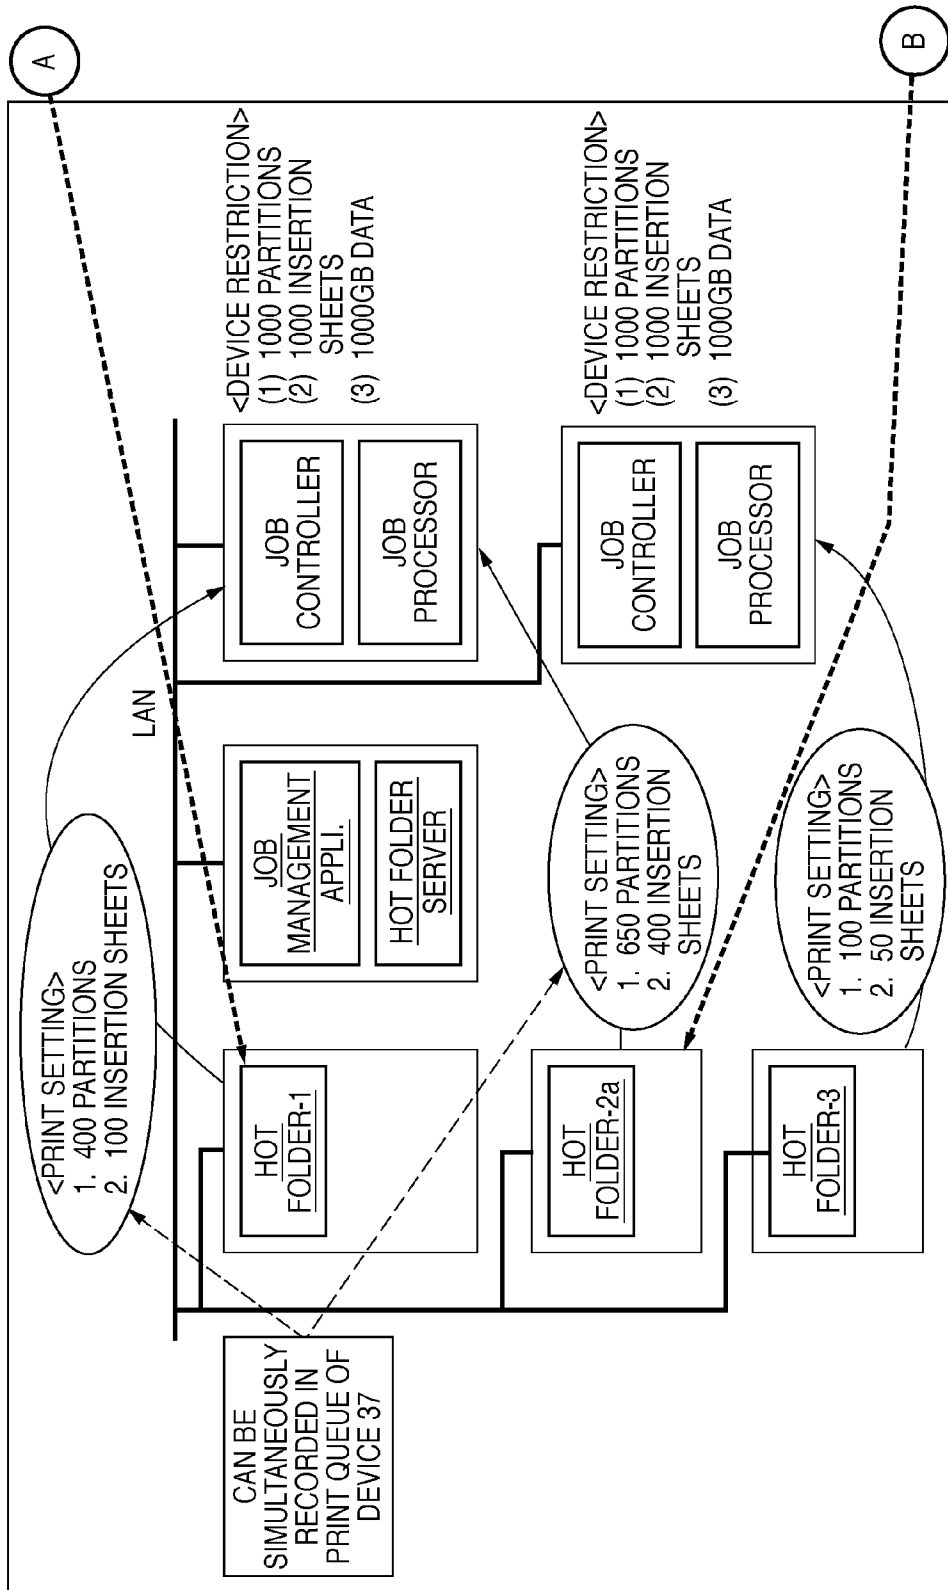 A
B
<PRINT SETTING>
1. 400 PARTITIONS
2. 100 INSERTION SHEETS
LAN
CAN BE
SIMULTANEOUSLY
RECORDED IN
PRINT QUEUE OF
DEVICE 37
HOT
FOLDER-1
JOB
MANAGEMENT
APPLI.
HOT FOLDER
SERVER
JOB
CONTROLLER
JOB
PROCESSOR
<DEVICE RESTRICTION>
(1) 1000 PARTITIONS
(2) 1000 INSERTION
SHEETS
(3) 1000GB DATA
HOT
FOLDER-2a
<PRINT SETTING>
1. 650 PARTITIONS
2. 400 INSERTION
SHEETS
JOB
CONTROLLER
JOB
PROCESSOR
<DEVICE RESTRICTION>
(1) 1000 PARTITIONS
(2) 1000 INSERTION
SHEETS
(3) 1000GB DATA
HOT
FOLDER-3
<PRINT SETTING>
1. 100 PARTITIONS
2. 50 INSERTION
SHEETS